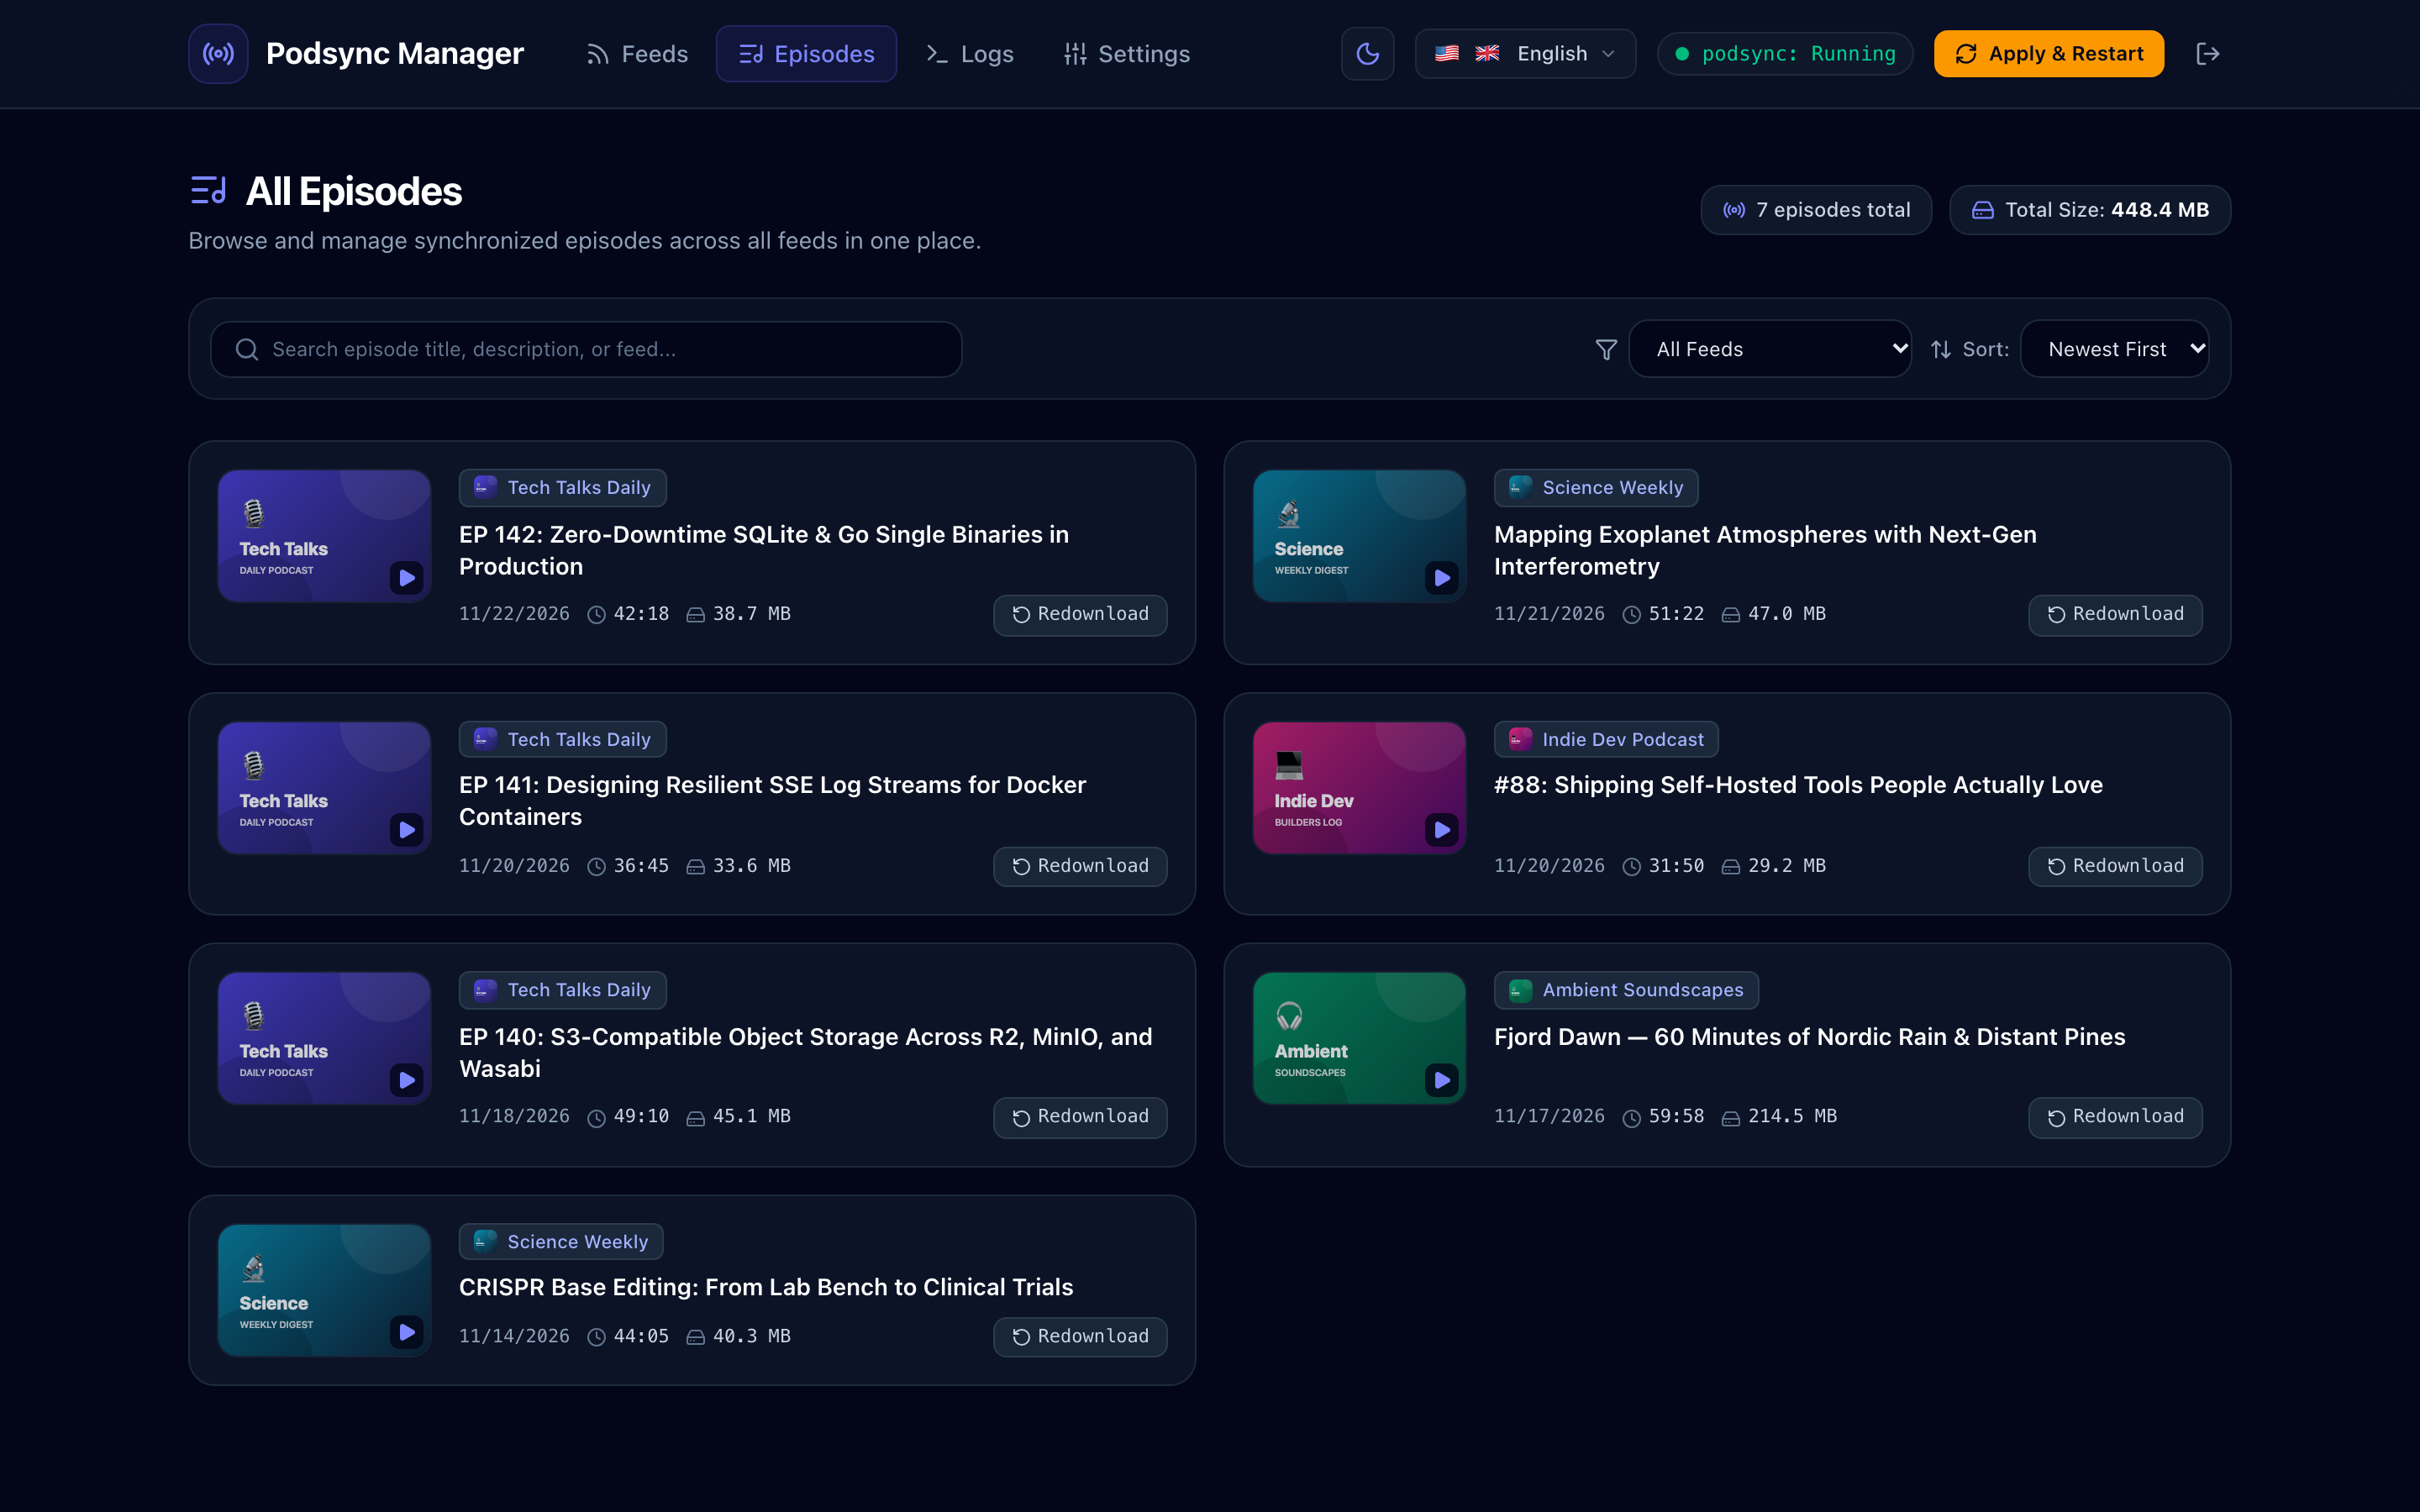 Podsync Manager
Feeds
Episodes
Logs
Settings
English
podsync: Running
Apply & Restart
All Episodes
Browse and manage synchronized episodes across all feeds in one place.
7 episodes total
Total Size: 448.4 MB
Search episode title, description, or feed...
All Feeds
Sort:
Newest First
Tech Talks
DAILY PODCAST
Tech Talks Daily
EP 142: Zero-Downtime SQLite & Go Single Binaries in
Production
11/22/2026 42:18 38.7 MB
Redownload
Science
WEEKLY DIGEST
Science Weekly
Mapping Exoplanet Atmospheres with Next-Gen
Interferometry
11/21/2026 51:22 47.0 MB
Redownload
Tech Talks
DAILY PODCAST
Tech Talks Daily
EP 141: Designing Resilient SSE Log Streams for Docker
Containers
11/20/2026 36:45 33.6 MB
Redownload
Indie Dev
BUILDERS LOG
Indie Dev Podcast
#88: Shipping Self-Hosted Tools People Actually Love
11/20/2026 31:50 29.2 MB
Redownload
Tech Talks
DAILY PODCAST
Tech Talks Daily
EP 140: S3-Compatible Object Storage Across R2, MinIO, and
Wasabi
11/18/2026 49:10 45.1 MB
Redownload
Ambient
SOUNDSCAPES
Ambient Soundscapes
Fjord Dawn — 60 Minutes of Nordic Rain & Distant Pines
11/17/2026 59:58 214.5 MB
Redownload
Science
WEEKLY DIGEST
Science Weekly
CRISPR Base Editing: From Lab Bench to Clinical Trials
11/14/2026 44:05 40.3 MB
Redownload